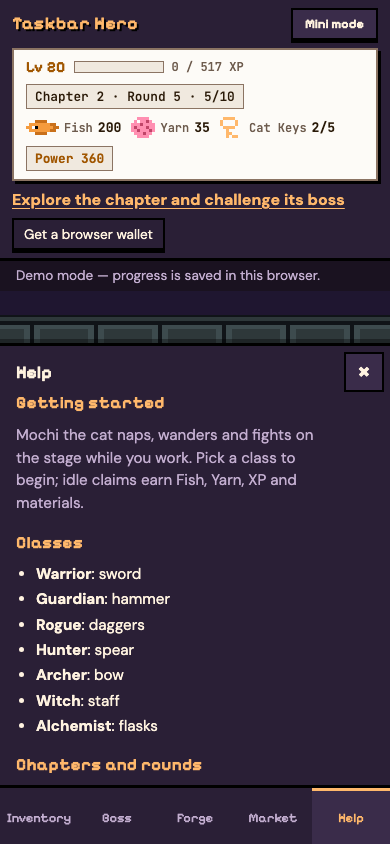 Taskbar Hero
Mini mode
Lv 80
0 / 517 XP
Chapter 2 · Round 5 · 5/10
Fish 200
Yarn 35
Cat Keys 2/5
Power 360
Explore the chapter and challenge its boss
Get a browser wallet
Demo mode — progress is saved in this browser.
Help
✖
Getting started
Mochi the cat naps, wanders and fights on
the stage while you work. Pick a class to
begin; idle claims earn Fish, Yarn, XP and
materials.
Classes
• Warrior: sword
• Guardian: hammer
• Rogue: daggers
• Hunter: spear
• Archer: bow
• Witch: staff
• Alchemist: flasks
Chapters and rounds
Inventory
Boss
Forge
Market
Help